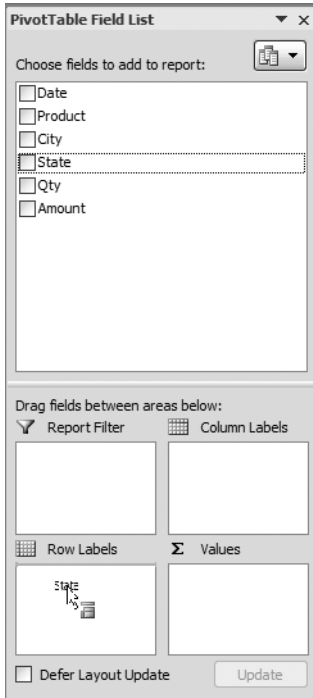 PivotTable Field List
Choose fields to add to report:
Date
Product
City
State
Qty
Amount
Drag fields between areas below:
Report Filter Column Labels
Row Labels Σ Values
State
Defer Layout Update Update